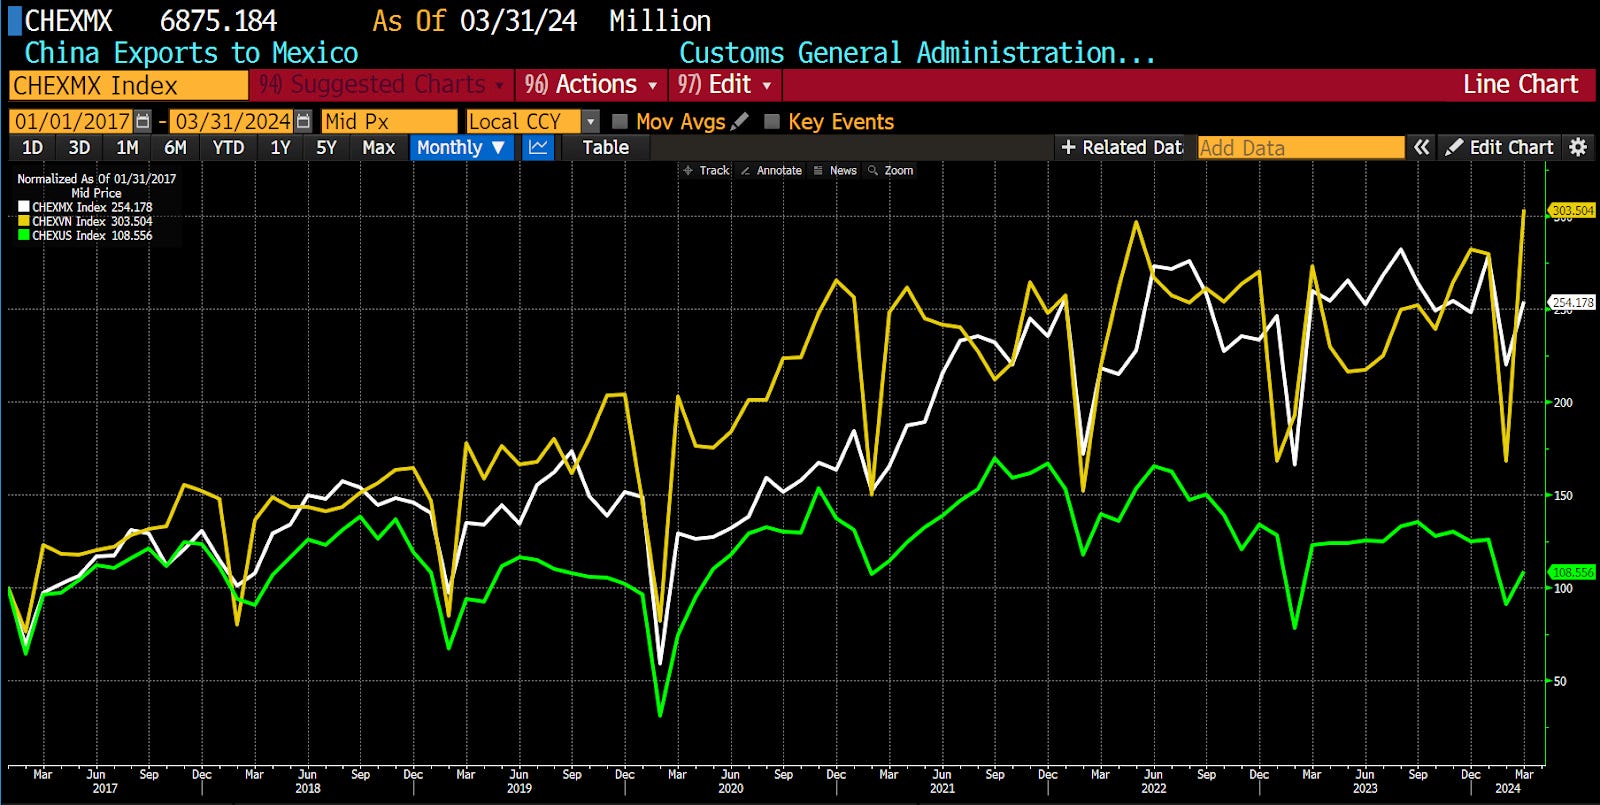 CHEXMX 6875.184 As Of 03/31/24 Million
China Exports to Mexico Customs General Administration...
CHEXMX Index 94) Suggested Charts 96) Actions 97) Edit Line Chart
01/01/2017 - 03/31/2024 Mid Px Local CCY Mov Avgs Key Events
1D 3D 1M 6M YTD 1Y 5Y Max Monthly ▼ Table + Related Dat Add Data « Edit Chart
Track Annotate News Zoom
Normalized As Of 01/31/2017
Mid Price
CHEXMX Index 254.178
CHEXVN Index 303.504
CHEXUS Index 108.556
303.504
300
254.178
250
200
150
108.556
100
50
Mar Jun Sep Dec Mar Jun Sep Dec Mar Jun Sep Dec Mar Jun Sep Dec Mar Jun Sep Dec Mar Jun Sep Dec Mar Jun Sep Dec Mar
2017 2018 2019 2020 2021 2022 2023 2024